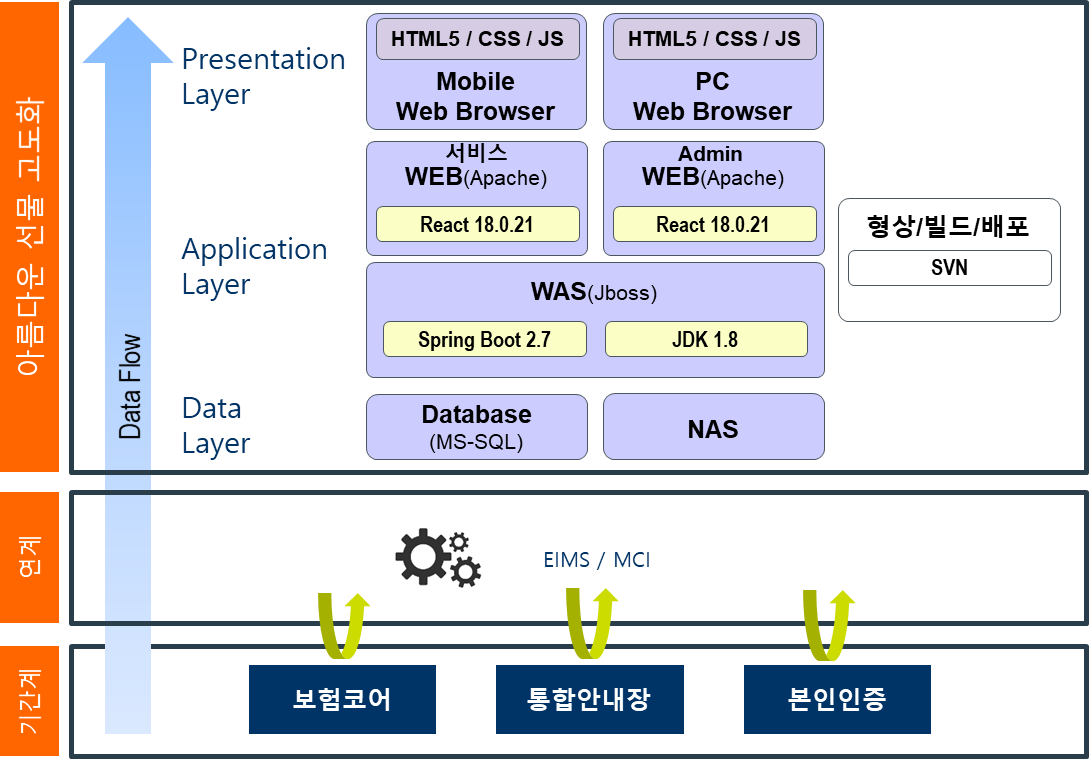 아름다운 선물 고도화
Data Flow
Presentation
Layer
HTML5 / CSS / JS
Mobile
Web Browser
HTML5 / CSS / JS
PC
Web Browser
Application
Layer
서비스
WEB(Apache)
React 18.0.21
Admin
WEB(Apache)
React 18.0.21
WAS(Jboss)
Spring Boot 2.7
JDK 1.8
형상/빌드/배포
SVN
Data
Layer
Database
(MS-SQL)
NAS
연계
EIMS / MCI
기간계
보험코어
통합안내장
본인인증